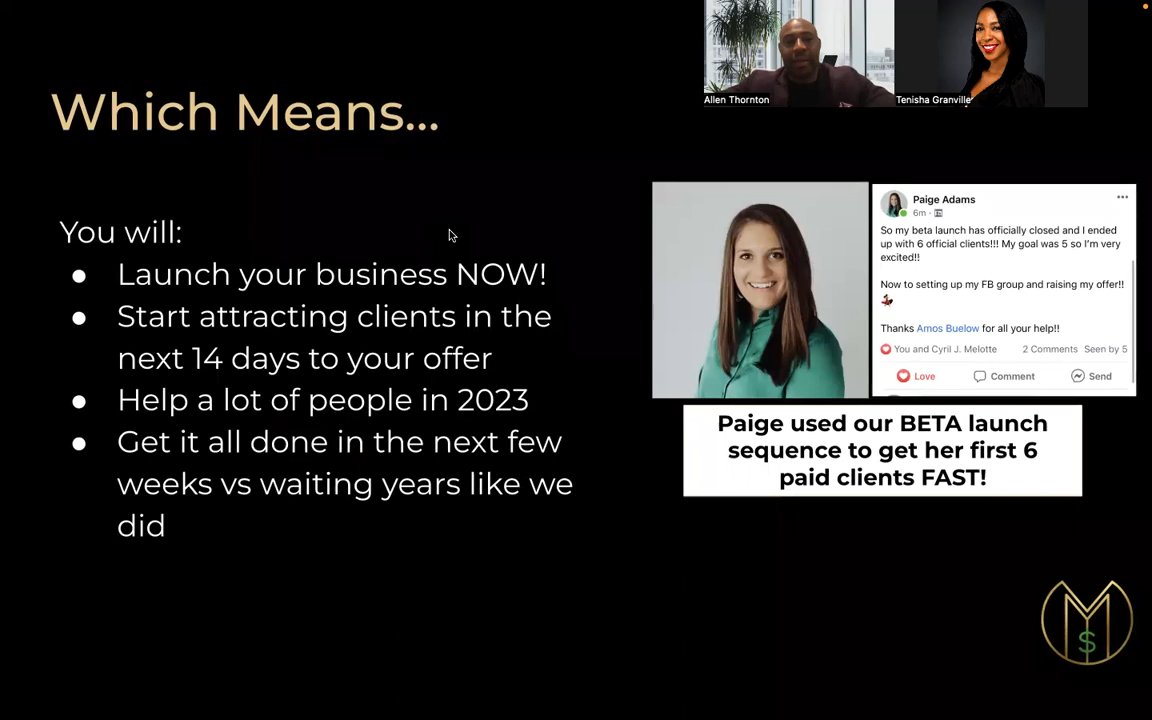 Allen Thornton
Tenisha Granville
Which Means...
You will:
● Launch your business NOW!
● Start attracting clients in the
next 14 days to your offer
● Help a lot of people in 2023
● Get it all done in the next few
weeks vs waiting years like we
did
Paige Adams
6m ·
So my beta launch has officially closed and I ended
up with 6 official clients!!! My goal was 5 so I'm very
excited!!
Now to setting up my FB group and raising my offer!!
Thanks Amos Buelow for all your help!!
You and Cyril J. Melotte 2 Comments Seen by 5
Love Comment Send
Paige used our BETA launch
sequence to get her first 6
paid clients FAST!
M
$